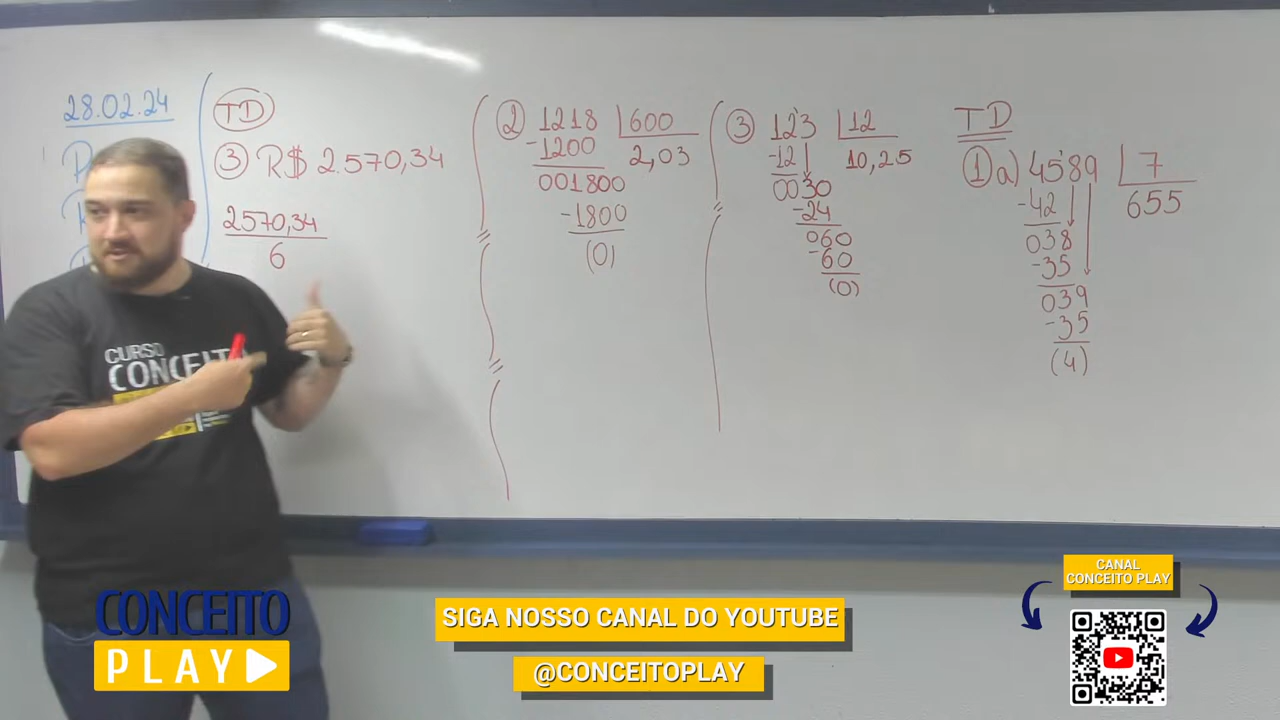 28.02.24
TD
③ R$ 2.570,34
2570,34
6
② 1218 600
-1200 2,03
001800
-1800
(0)
③ 123 12
-12 10,25
0030
-24
060
-60
(0)
TD
① a) 4589 7
-42 655
038
-35
039
-35
(4)
CURSO
CONCEITO
CONCEITO
PLAY
SIGA NOSSO CANAL DO YOUTUBE
@CONCEITOPLAY
CANAL
CONCEITO PLAY